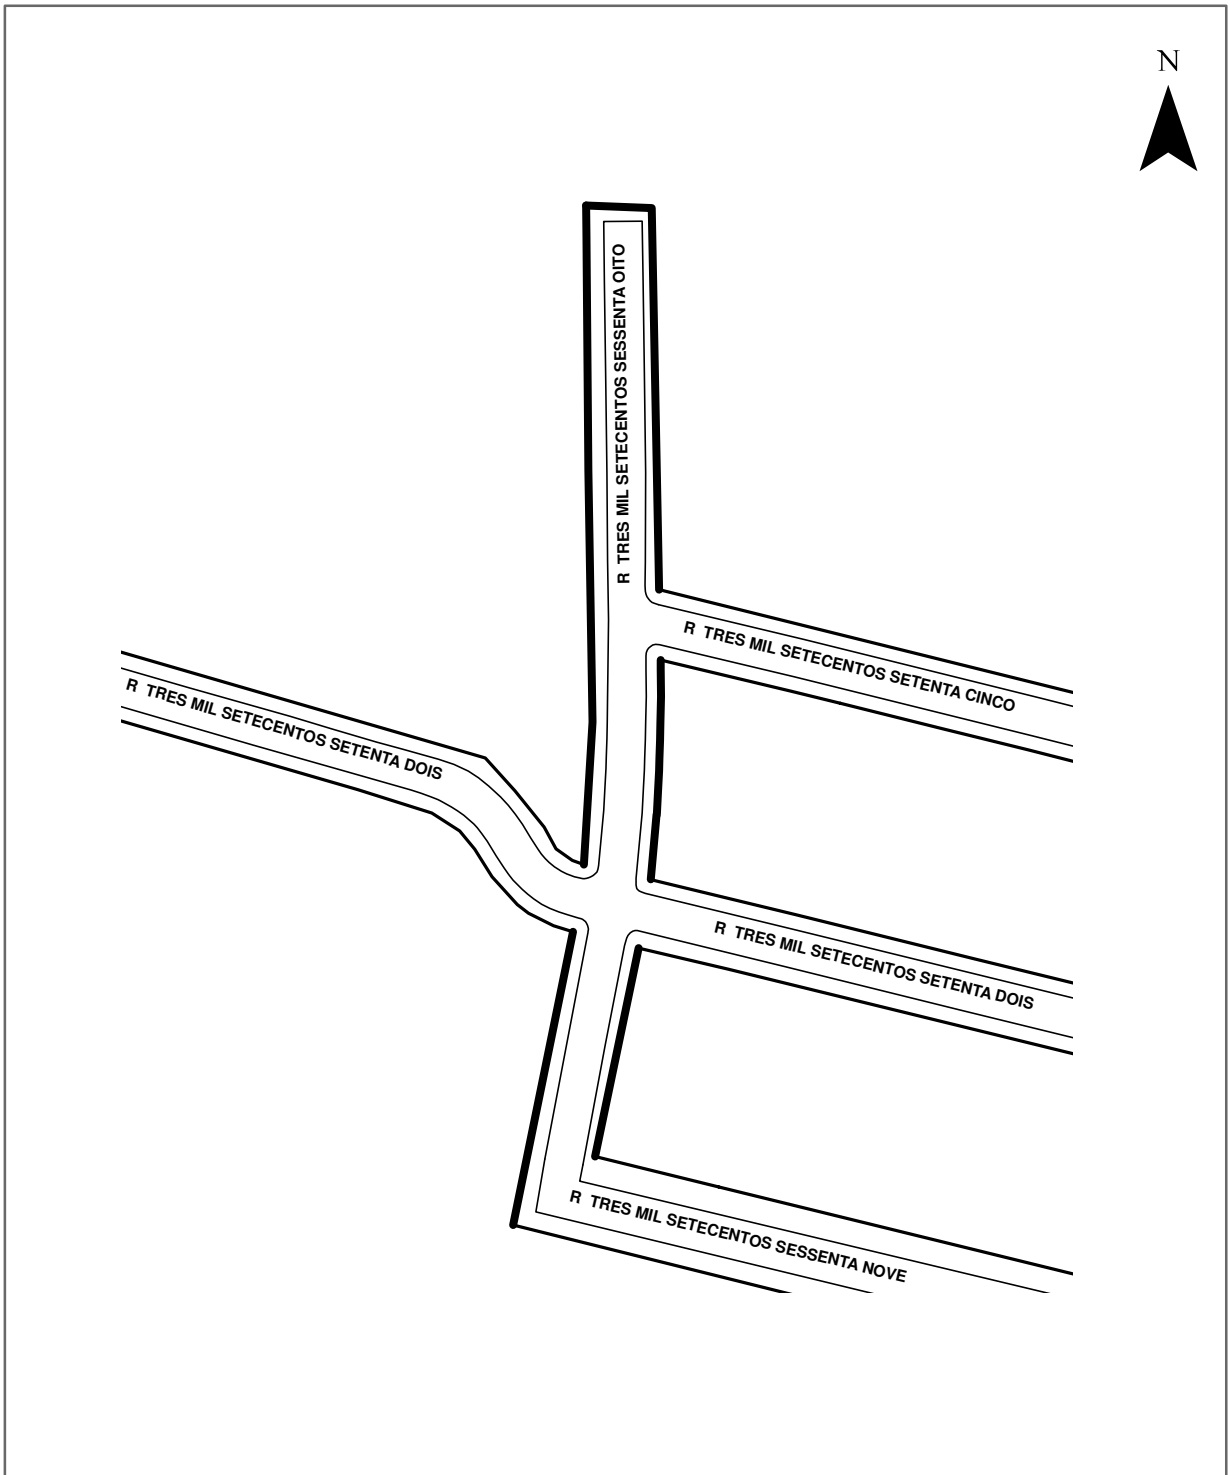 N
R TRES MIL SETECENTOS SESSENTA OITO
R TRES MIL SETECENTOS SETENTA CINCO
R TRES MIL SETECENTOS SETENTA DOIS
R TRES MIL SETECENTOS SETENTA DOIS
R TRES MIL SETECENTOS SESSENTA NOVE